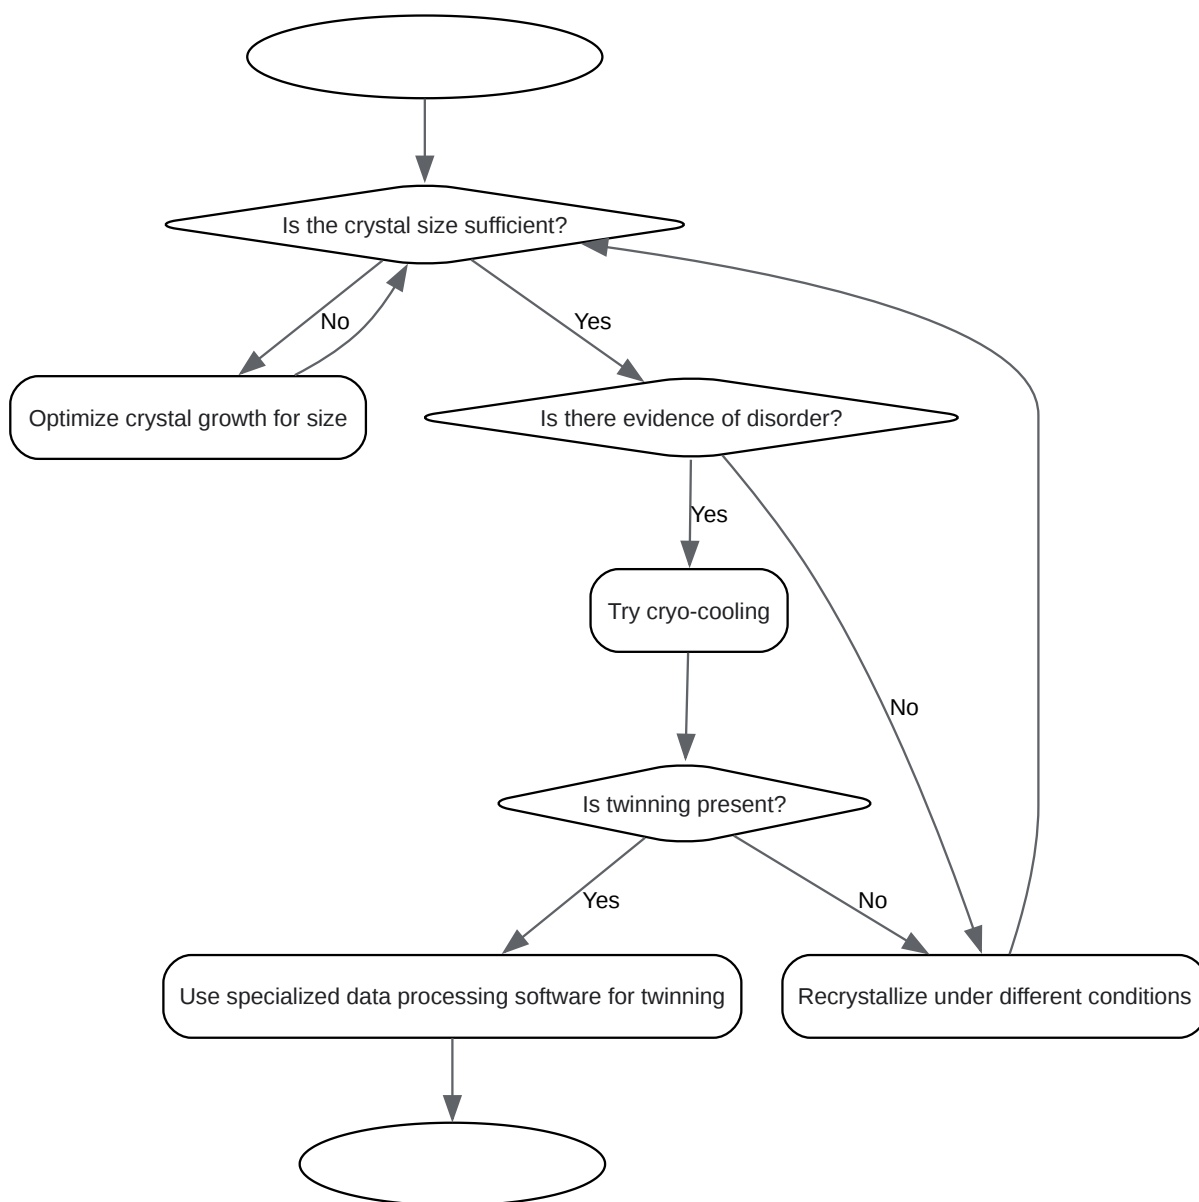 Is the crystal size sufficient?
No
Yes
Optimize crystal growth for size
Is there evidence of disorder?
Yes
Try cryo-cooling
No
Is twinning present?
Yes
No
Use specialized data processing software for twinning
Recrystallize under different conditions